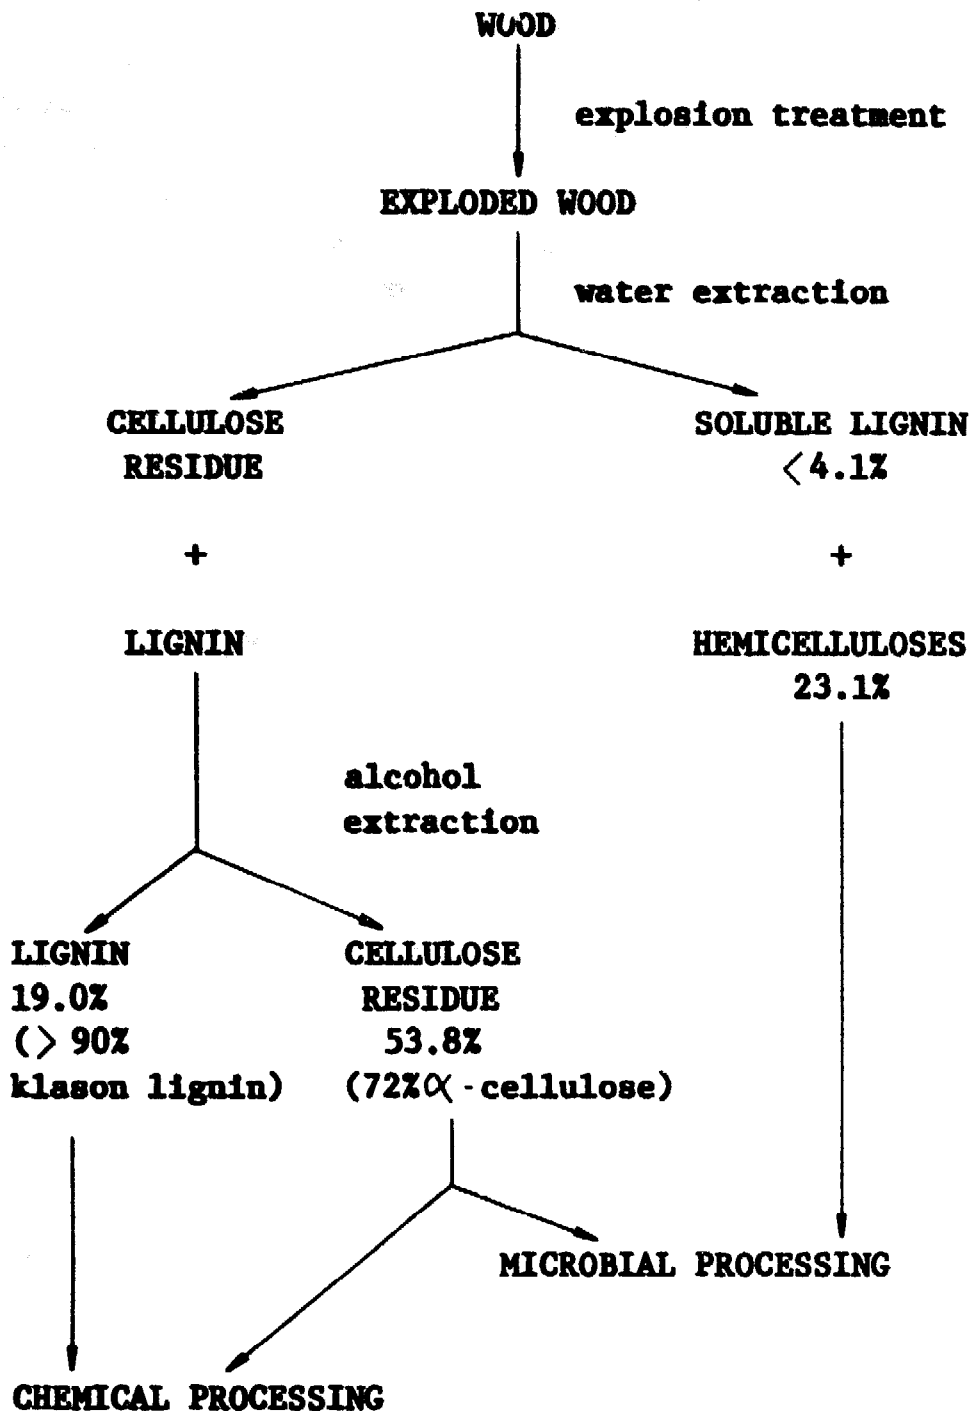 WOOD
explosion treatment
EXPLODED WOOD
water extraction
CELLULOSE
RESIDUE
+
LIGNIN
SOLUBLE LIGNIN
<4.1%
+
HEMICELLULOSES
23.1%
alcohol
extraction
LIGNIN
19.0%
(> 90%
klason lignin)
CELLULOSE
RESIDUE
53.8%
(72% α-cellulose)
MICROBIAL PROCESSING
CHEMICAL PROCESSING